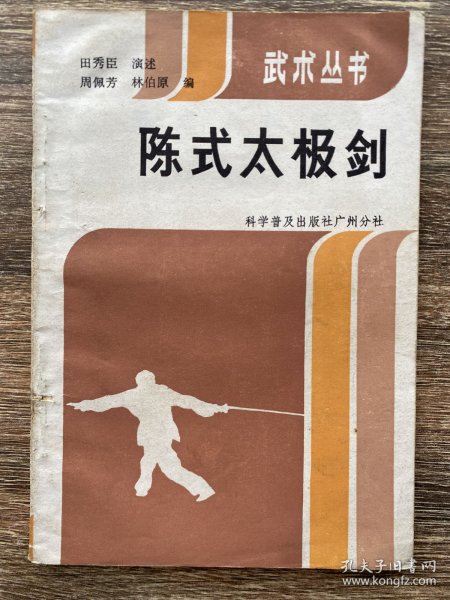 田秀臣 演述
周佩芳 林伯原 编
武术丛书
陈式太极剑
科学普及出版社广州分社
孔夫子旧书网
www.kongfz.com